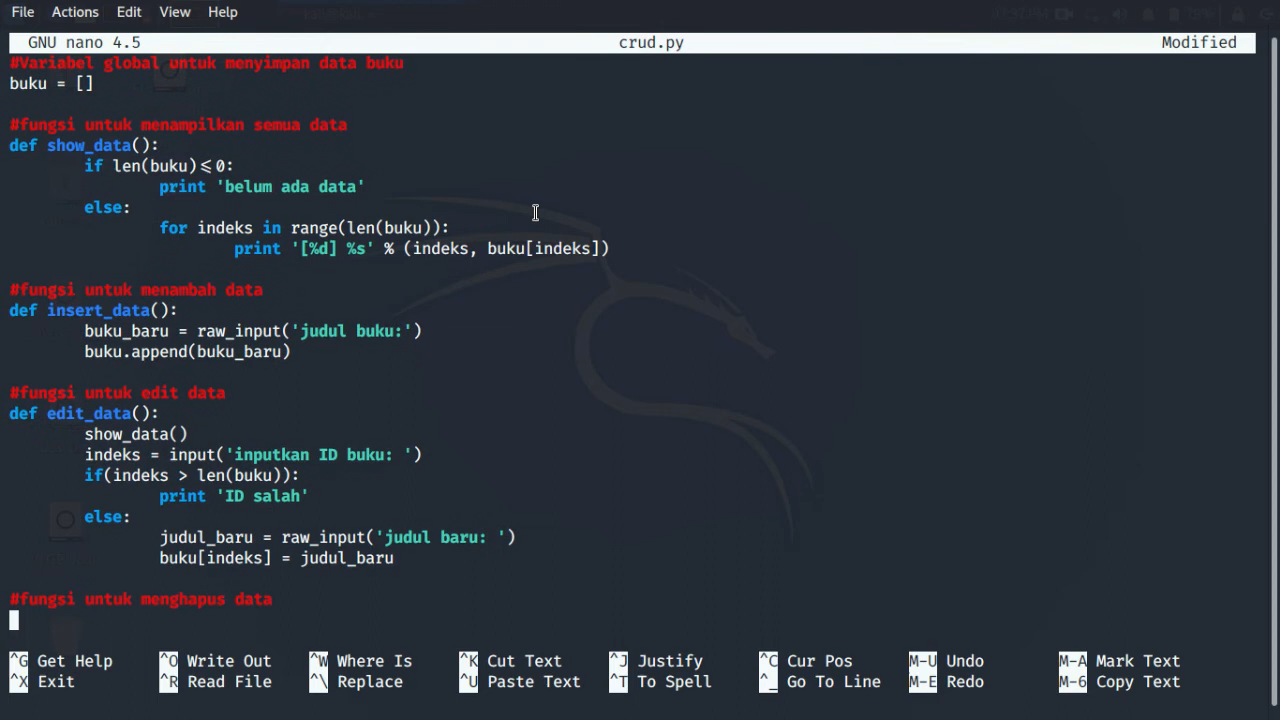 File Actions Edit View Help
GNU nano 4.5 crud.py Modified
#Variabel global untuk menyimpan data buku
buku = []
#fungsi untuk menampilkan semua data
def show_data():
if len(buku)<=0:
print 'belum ada data'
else:
for indeks in range(len(buku)):
print '[%d] %s' % (indeks, buku[indeks])
#fungsi untuk menambah data
def insert_data():
buku_baru = raw_input('judul buku:')
buku.append(buku_baru)
#fungsi untuk edit data
def edit_data():
show_data()
indeks = input('inputkan ID buku: ')
if(indeks > len(buku)):
print 'ID salah'
else:
judul_baru = raw_input('judul baru: ')
buku[indeks] = judul_baru
#fungsi untuk menghapus data
^G Get Help ^O Write Out ^W Where Is ^K Cut Text ^J Justify ^C Cur Pos M-U Undo M-A Mark Text
^X Exit ^R Read File ^\ Replace ^U Paste Text ^T To Spell ^_ Go To Line M-E Redo M-6 Copy Text